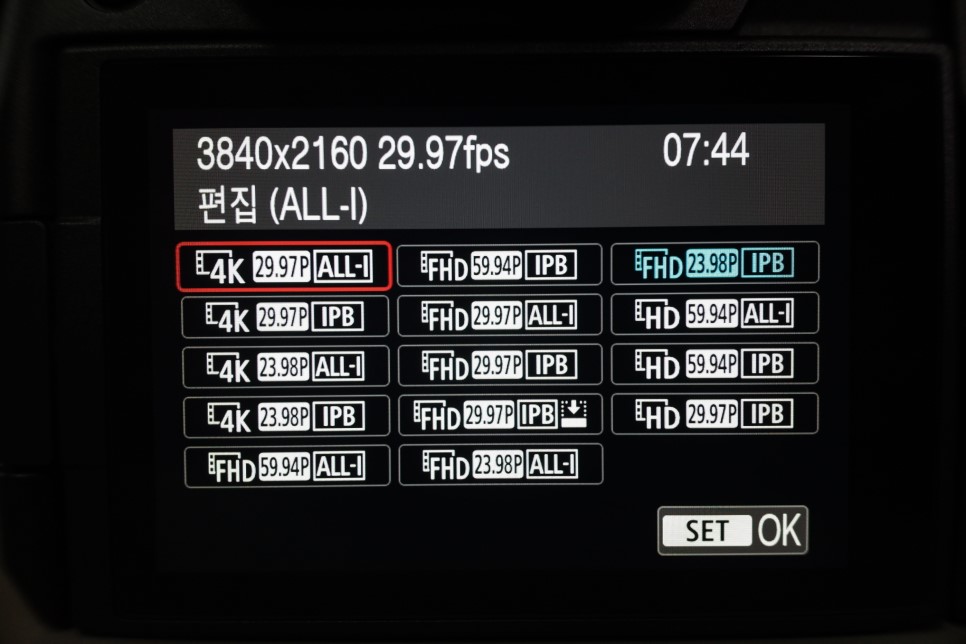 3840x2160 29.97fps 07:44
편집 (ALL-I)
4K 29.97P ALL-I FHD 59.94P IPB FHD 23.98P IPB
4K 29.97P IPB FHD 29.97P ALL-I HD 59.94P ALL-I
4K 23.98P ALL-I FHD 29.97P IPB HD 59.94P IPB
4K 23.98P IPB FHD 29.97P IPB HD 29.97P IPB
FHD 59.94P ALL-I FHD 23.98P ALL-I
SET OK